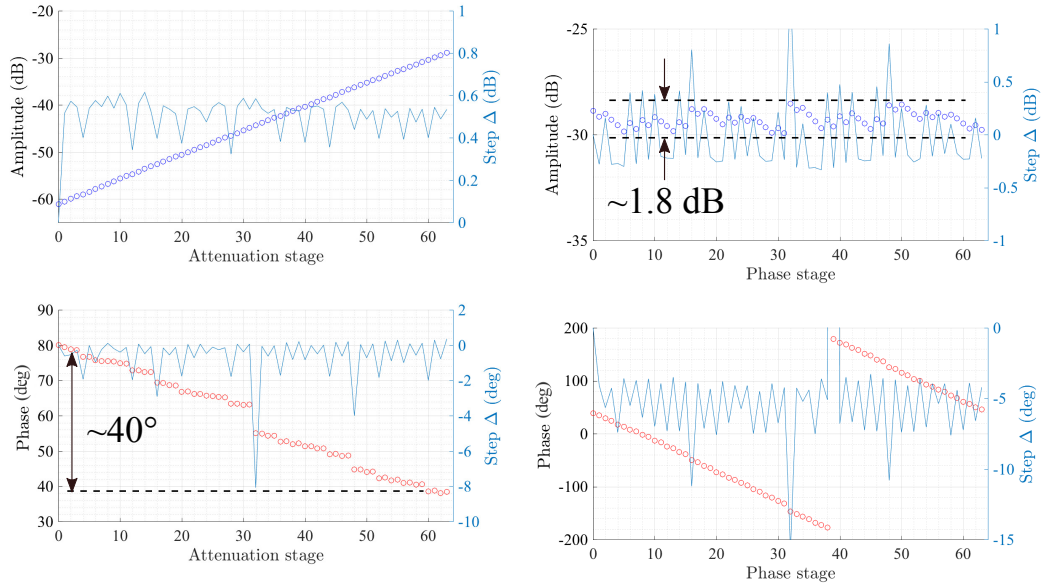 -20
-30
-40
-50
-60
Amplitude (dB)
1
0.8
0.6
0.4
0.2
0
Step Δ (dB)
0 10 20 30 40 50 60
Attenuation stage
-25
-30
-35
Amplitude (dB)
~1.8 dB
1
0.5
0
-0.5
-1
Step Δ (dB)
0 10 20 30 40 50 60
Phase stage
90
80
70
60
50
40
30
Phase (deg)
~40°
2
0
-2
-4
-6
-8
-10
Step Δ (deg)
0 10 20 30 40 50 60
Attenuation stage
200
100
0
-100
-200
Phase (deg)
0
-5
-10
-15
Step Δ (deg)
0 10 20 30 40 50 60
Phase stage